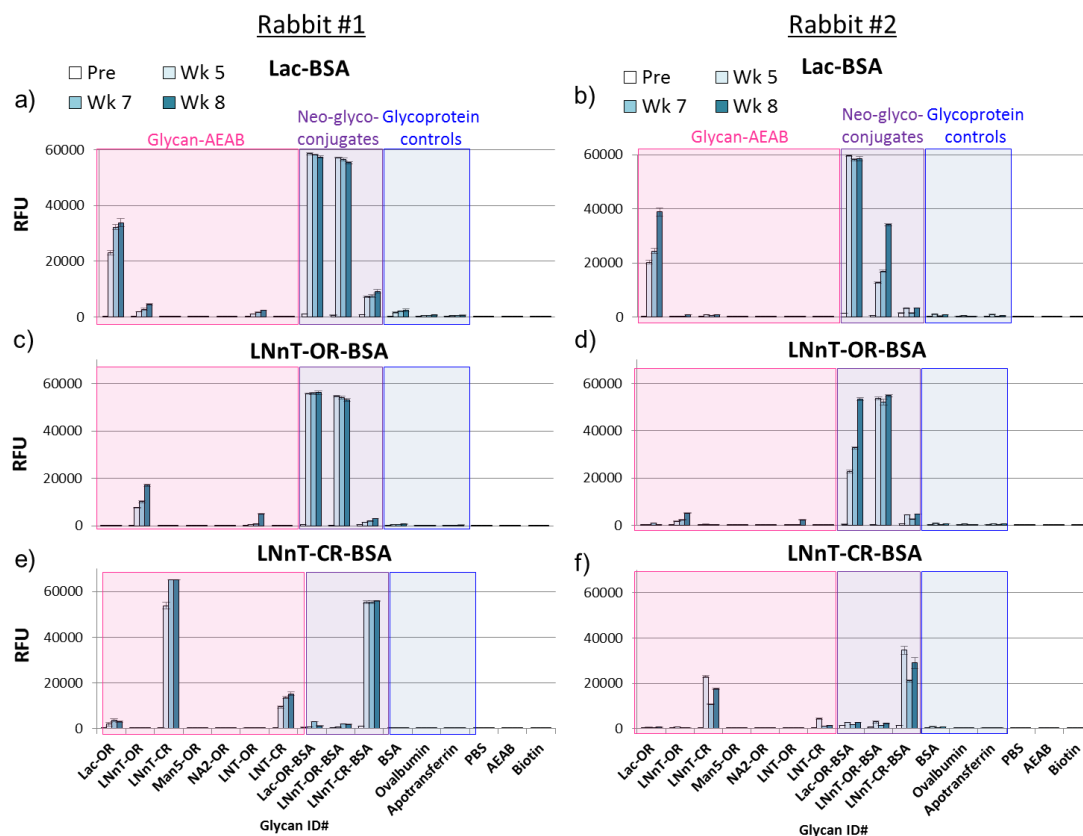 Rabbit #1
Rabbit #2
Pre
Wk 5
Wk 7
Wk 8
Lac-BSA
Pre
Wk 5
Wk 7
Wk 8
Lac-BSA
a)
Glycan-AEAB
Neo-glyco-
conjugates
Glycoprotein
controls
60000
40000
20000
0
RFU
b)
Glycan-AEAB
Neo-glyco-
conjugates
Glycoprotein
controls
60000
40000
20000
0
c)
LNnT-OR-BSA
60000
40000
20000
0
RFU
d)
LNnT-OR-BSA
60000
40000
20000
0
e)
LNnT-CR-BSA
60000
40000
20000
0
RFU
f)
LNnT-CR-BSA
60000
40000
20000
0
Lac-OR
LNnT-OR
LNnT-CR
Man5-OR
NA2-OR
LNT-OR
LNT-CR
Lac-OR-BSA
LNnT-OR-BSA
LNnT-CR-BSA
BSA
Ovalbumin
Apotransferrin
PBS
AEAB
Biotin
Glycan ID#
Lac-OR
LNnT-OR
LNnT-CR
Man5-OR
NA2-OR
LNT-OR
LNT-CR
Lac-OR-BSA
LNnT-OR-BSA
LNnT-CR-BSA
BSA
Ovalbumin
Apotransferrin
PBS
AEAB
Biotin
Glycan ID#